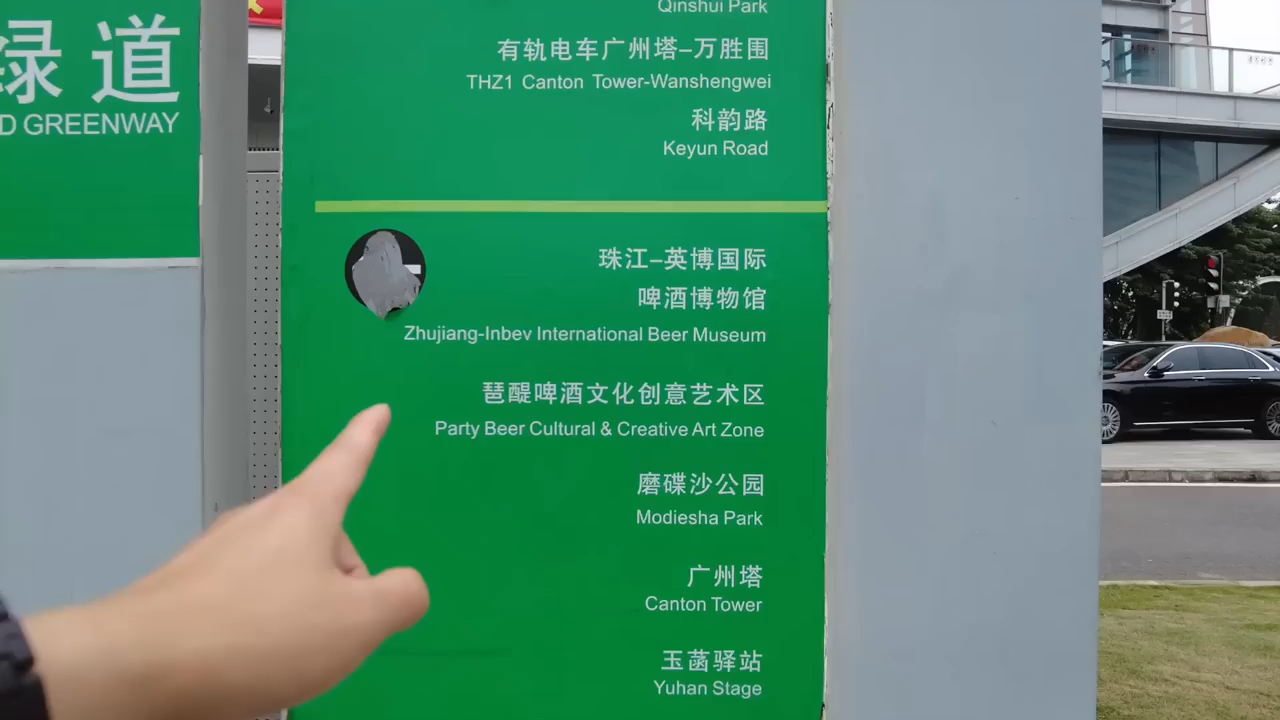 绿道
D GREENWAY
Qinshui Park
有轨电车广州塔–万胜围
THZ1 Canton Tower-Wanshengwei
科韵路
Keyun Road
珠江–英博国际
啤酒博物馆
Zhujiang-Inbev International Beer Museum
琶醍啤酒文化创意艺术区
Party Beer Cultural & Creative Art Zone
磨碟沙公园
Modiesha Park
广州塔
Canton Tower
玉菡驿站
Yuhan Stage